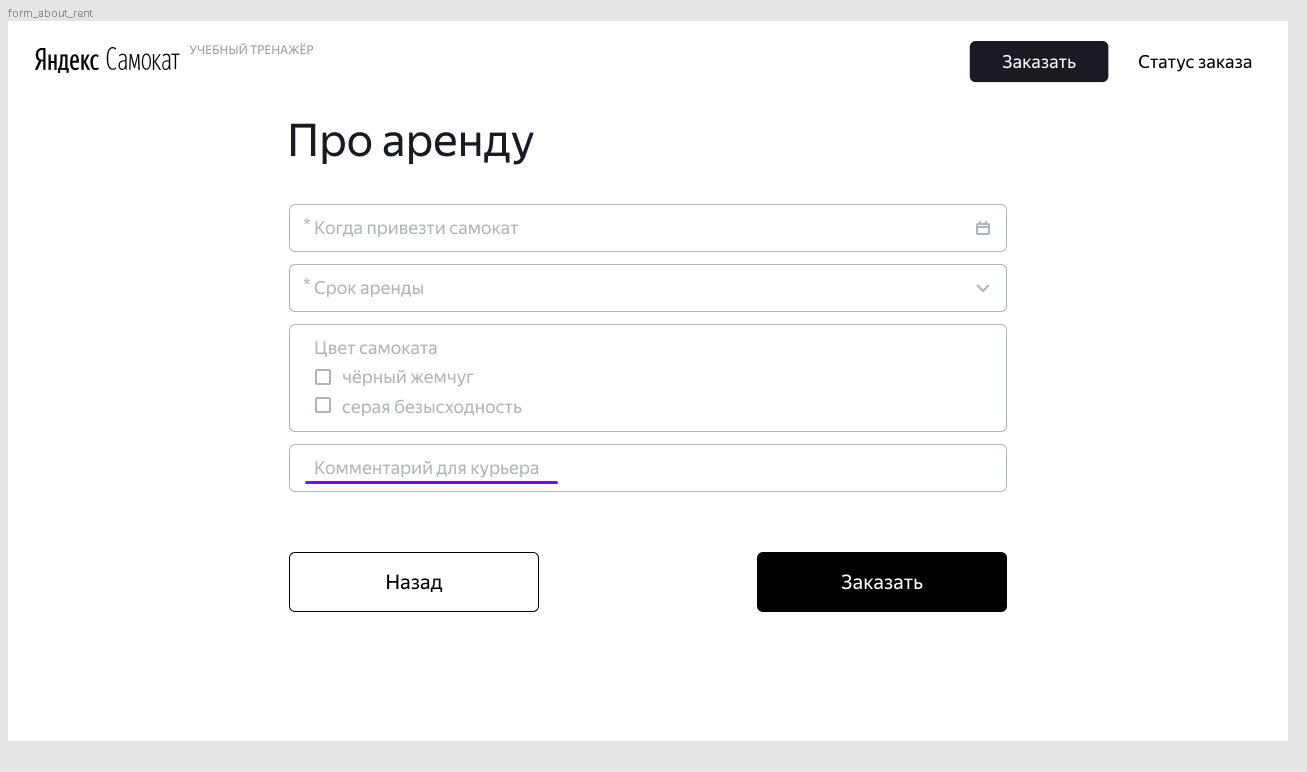 form_about_rent
Яндекс Самокат УЧЕБНЫЙ ТРЕНАЖЁР
Заказать
Статус заказа
Про аренду
* Когда привезти самокат
* Срок аренды
Цвет самоката
чёрный жемчуг
серая безысходность
Комментарий для курьера
Назад
Заказать